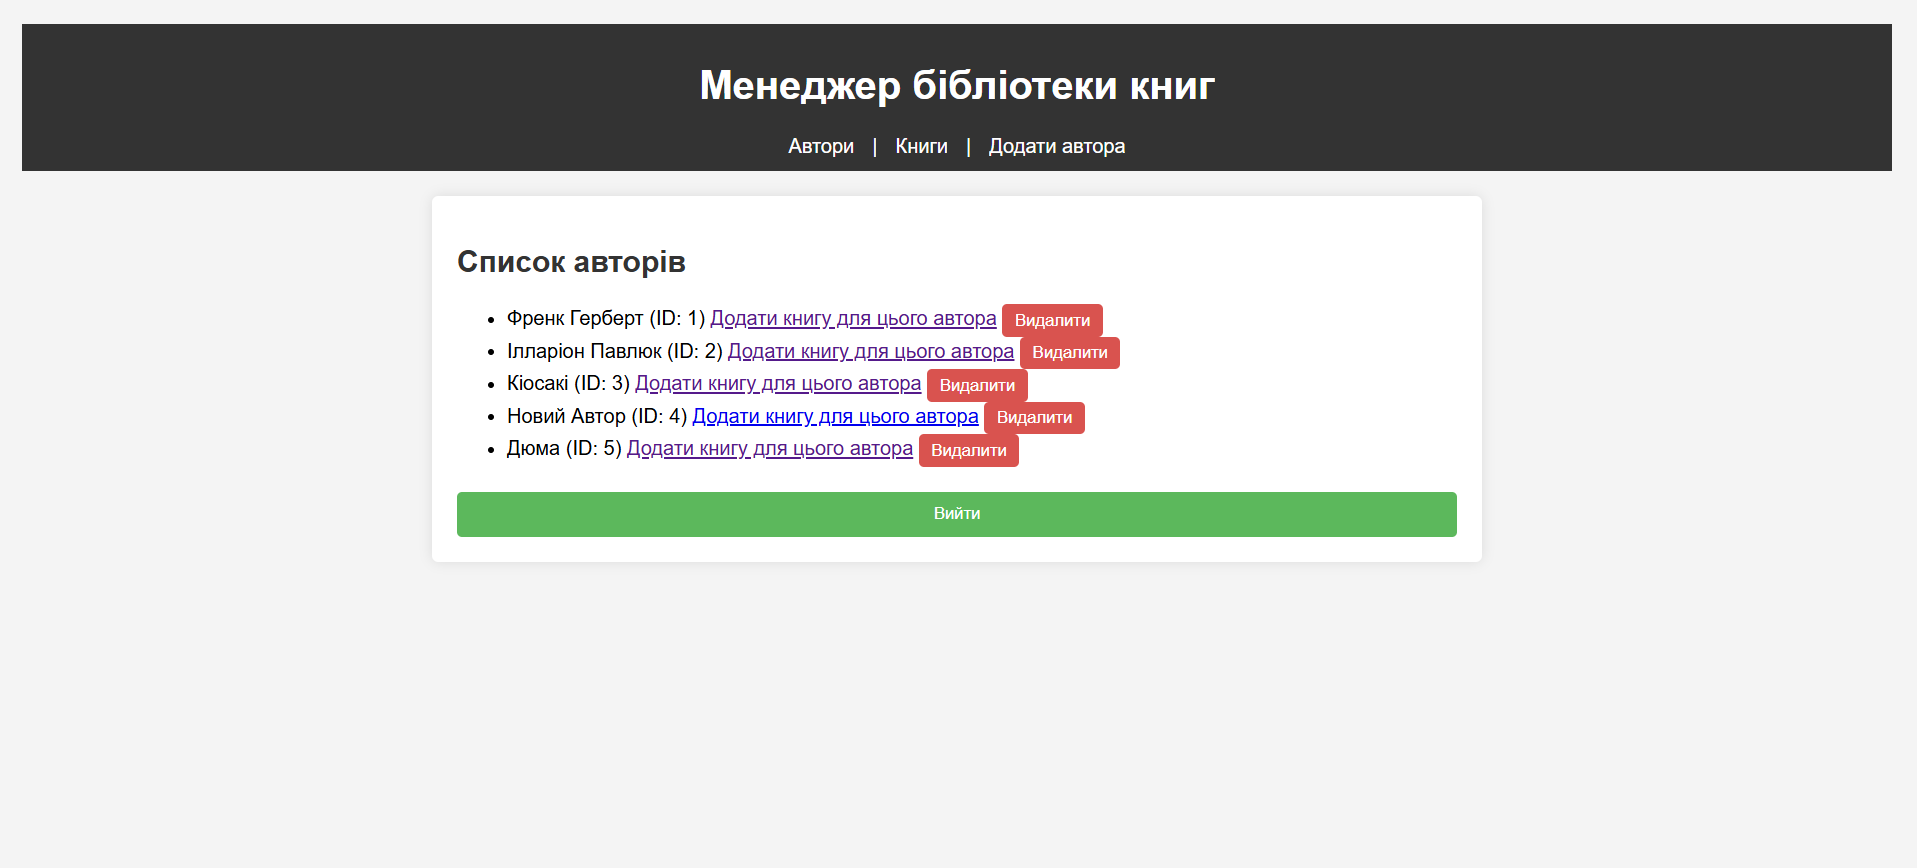 Менеджер бібліотеки книг
Автори | Книги | Додати автора
Список авторів
Френк Герберт (ID: 1) Додати книгу для цього автора Видалити
Ілларіон Павлюк (ID: 2) Додати книгу для цього автора Видалити
Кіосакі (ID: 3) Додати книгу для цього автора Видалити
Новий Автор (ID: 4) Додати книгу для цього автора Видалити
Дюма (ID: 5) Додати книгу для цього автора Видалити
Вийти